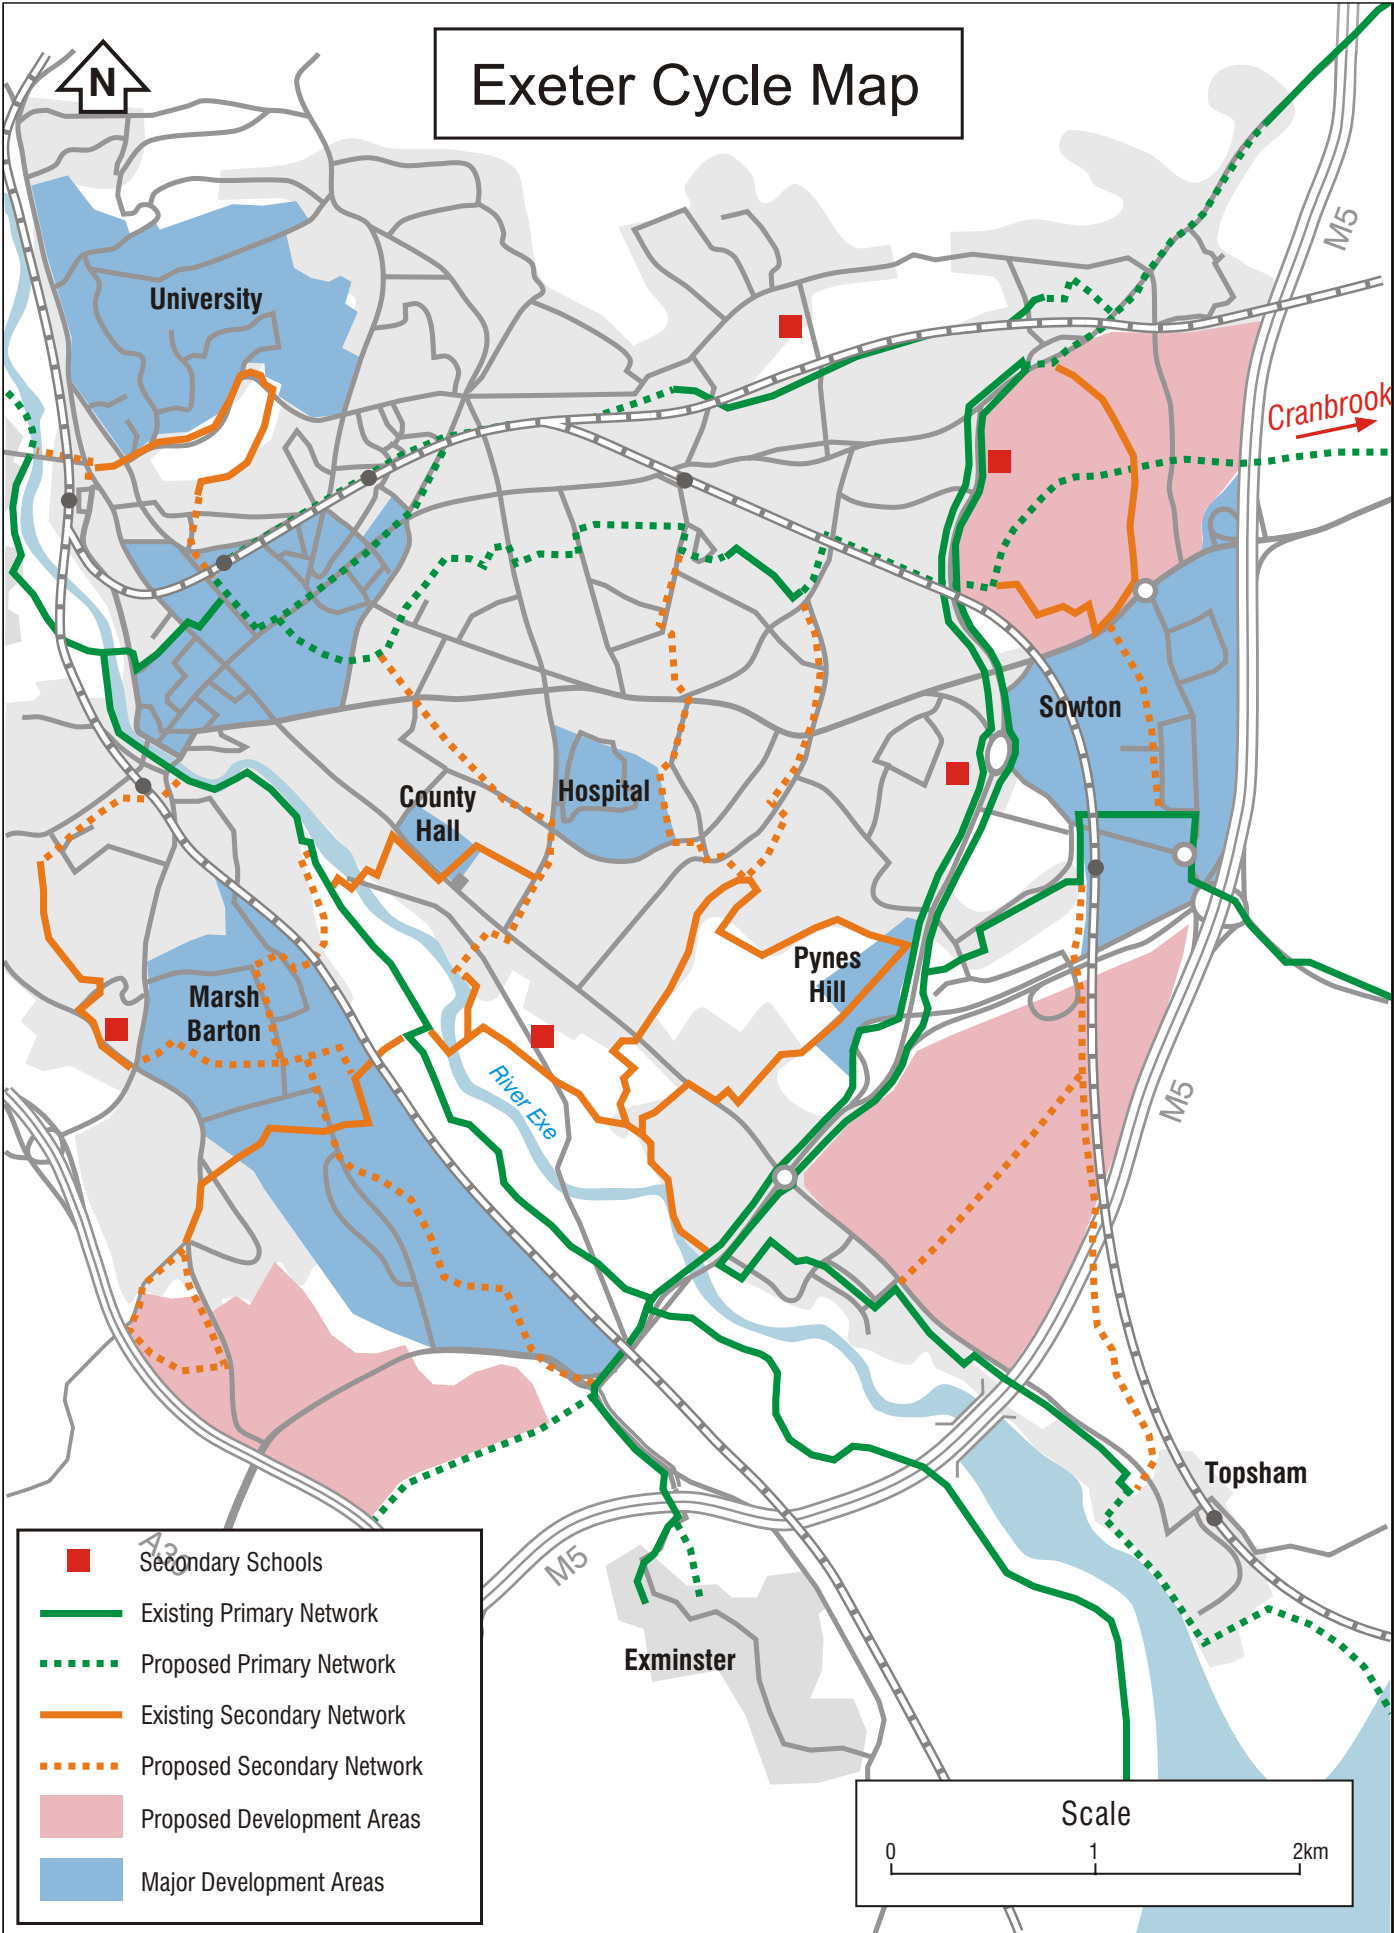 N
Exeter Cycle Map
M5
University
Cranbrook
Sowton
County
Hall
Hospital
Pynes
Hill
Marsh
Barton
River Exe
M5
Topsham
A30
M5
Exminster
Secondary Schools
Existing Primary Network
Proposed Primary Network
Existing Secondary Network
Proposed Secondary Network
Proposed Development Areas
Major Development Areas
Scale
0 1 2km